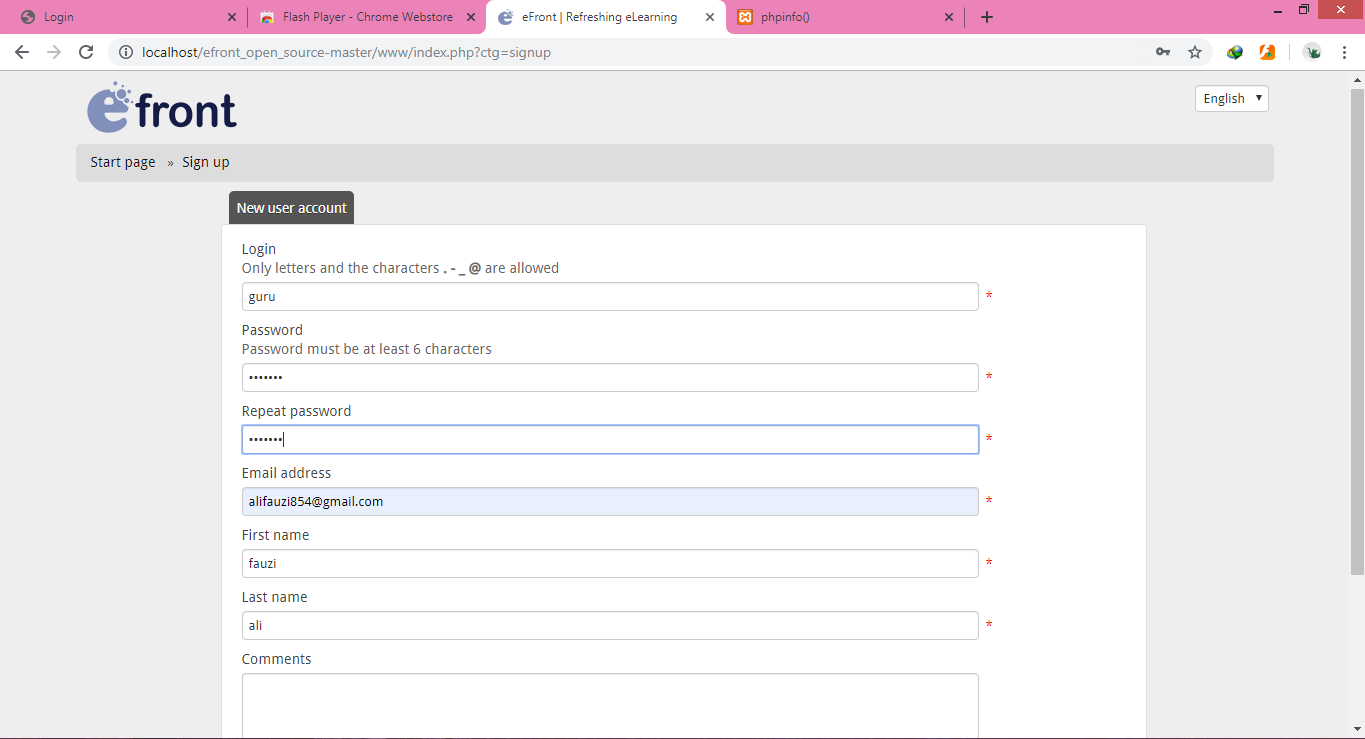 Login
Flash Player - Chrome Webstore
eFront | Refreshing eLearning
phpinfo()
localhost/efront_open_source-master/www/index.php?ctg=signup
efront
English
Start page » Sign up
New user account
Login
Only letters and the characters . - _ @ are allowed
guru *
Password
Password must be at least 6 characters
••••••• *
Repeat password
••••••• *
Email address
alifauzi854@gmail.com *
First name
fauzi *
Last name
ali *
Comments